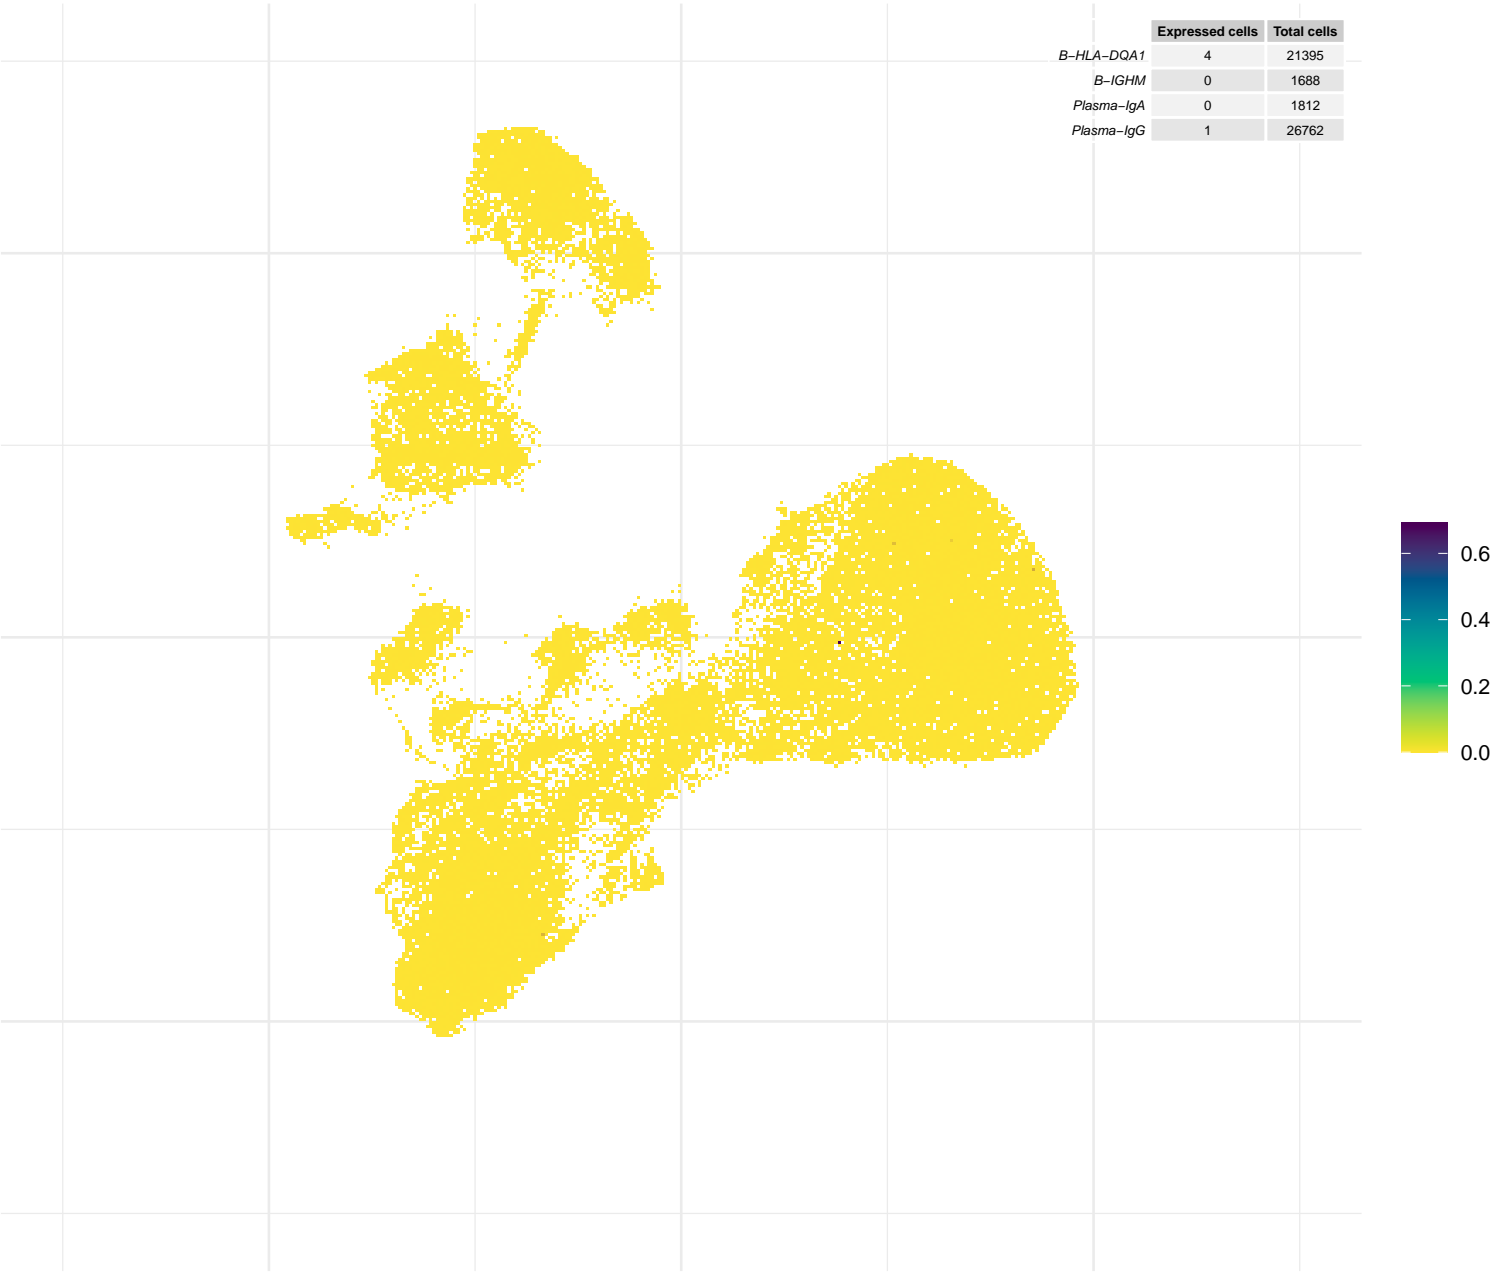 Expressed cells Total cells
B−HLA−DQA1 4 21395
B−IGHM 0 1688
Plasma−IgA 0 1812
Plasma−IgG 1 26762
0.6
0.4
0.2
0.0